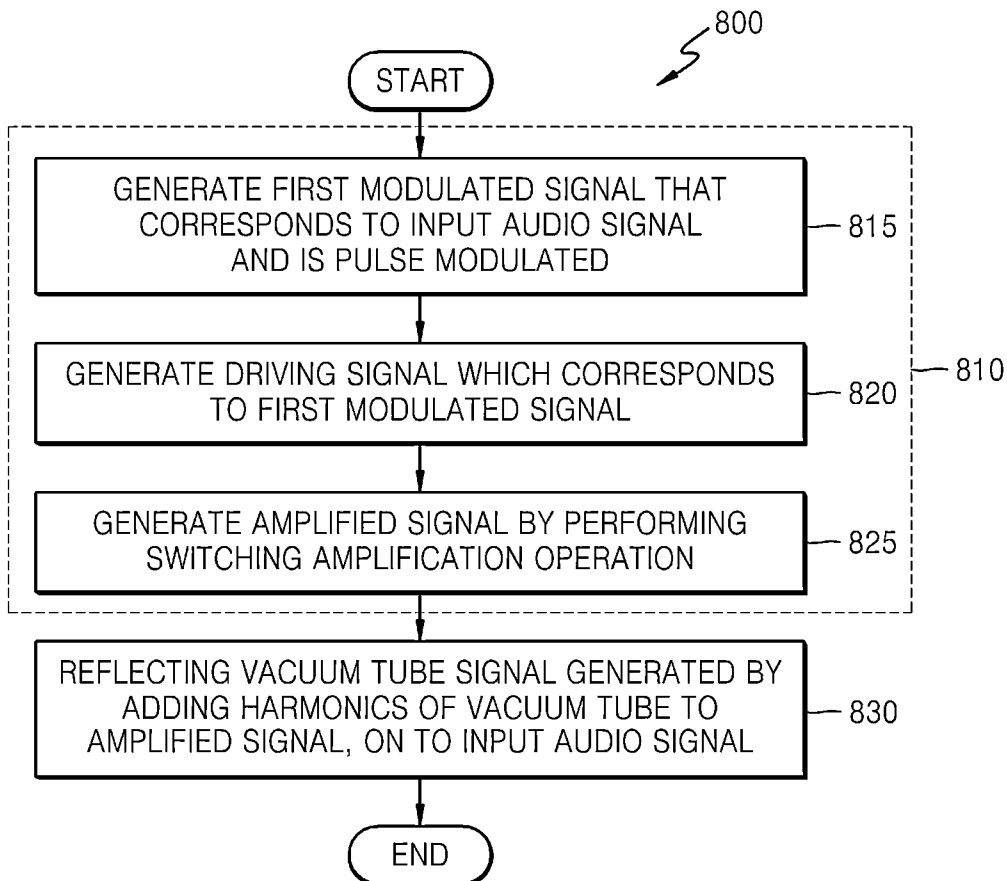 800
START
GENERATE FIRST MODULATED SIGNAL THAT
CORRESPONDS TO INPUT AUDIO SIGNAL
AND IS PULSE MODULATED
815
GENERATE DRIVING SIGNAL WHICH CORRESPONDS
TO FIRST MODULATED SIGNAL
820
810
GENERATE AMPLIFIED SIGNAL BY PERFORMING
SWITCHING AMPLIFICATION OPERATION
825
REFLECTING VACUUM TUBE SIGNAL GENERATED BY
ADDING HARMONICS OF VACUUM TUBE TO
AMPLIFIED SIGNAL, ON TO INPUT AUDIO SIGNAL
830
END